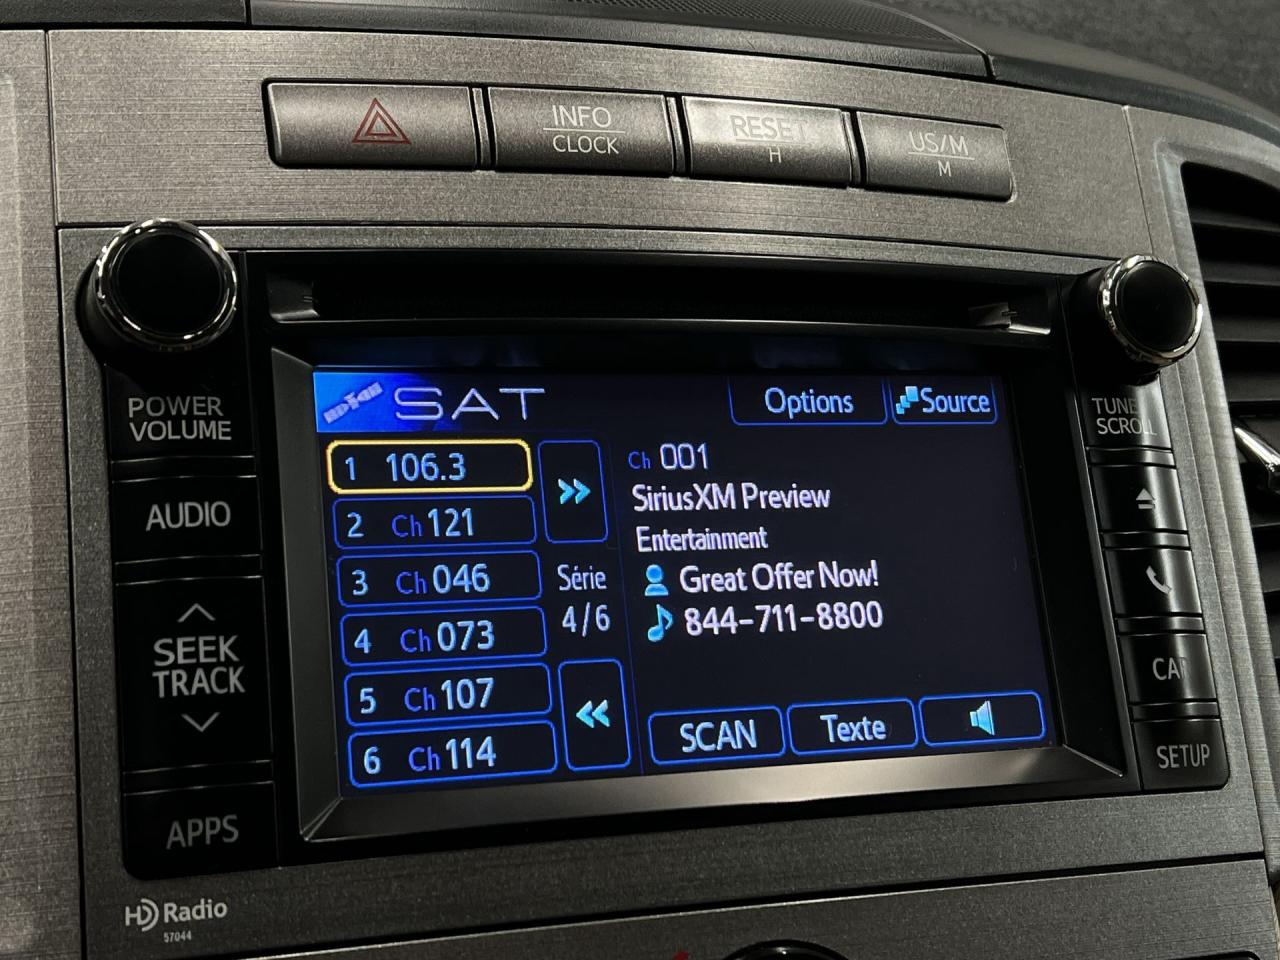 INFO
CLOCK
RESET
H
US/M
M
POWER
VOLUME
AUDIO
SEEK
TRACK
APPS
HD Radio
57044
SAT
Options
Source
1 106.3
2 Ch 121
3 Ch 046
4 Ch 073
5 Ch 107
6 Ch 114
Série
4/6
Ch 001
SiriusXM Preview
Entertainment
Great Offer Now!
844-711-8800
SCAN
Texte
TUNE
SCROLL
SETUP